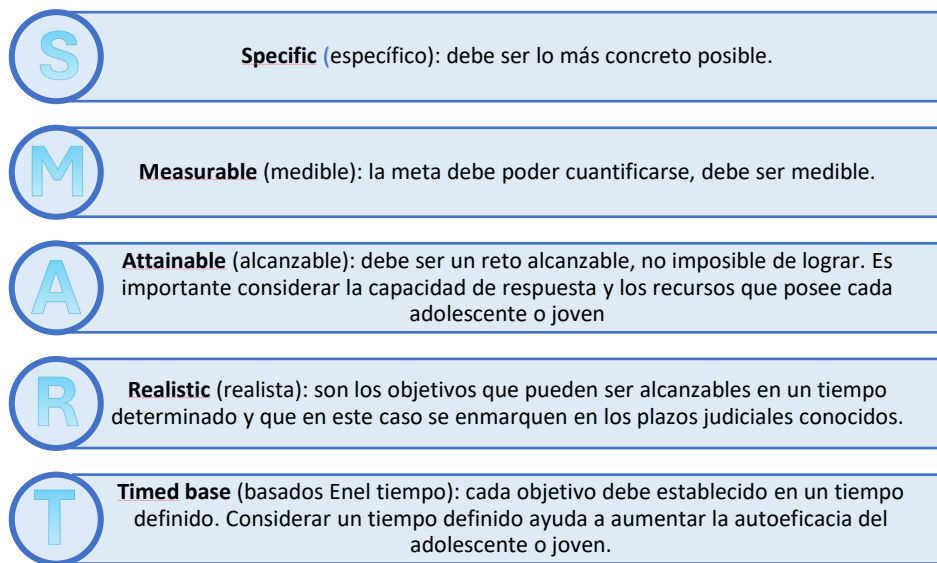 S
Specific (específico): debe ser lo más concreto posible.
M
Measurable (medible): la meta debe poder cuantificarse, debe ser medible.
A
Attainable (alcanzable): debe ser un reto alcanzable, no imposible de lograr. Es
importante considerar la capacidad de respuesta y los recursos que posee cada
adolescente o joven
R
Realistic (realista): son los objetivos que pueden ser alcanzables en un tiempo
determinado y que en este caso se enmarquen en los plazos judiciales conocidos.
T
Timed base (basados Enel tiempo): cada objetivo debe establecido en un tiempo
definido. Considerar un tiempo definido ayuda a aumentar la autoeficacia del
adolescente o joven.